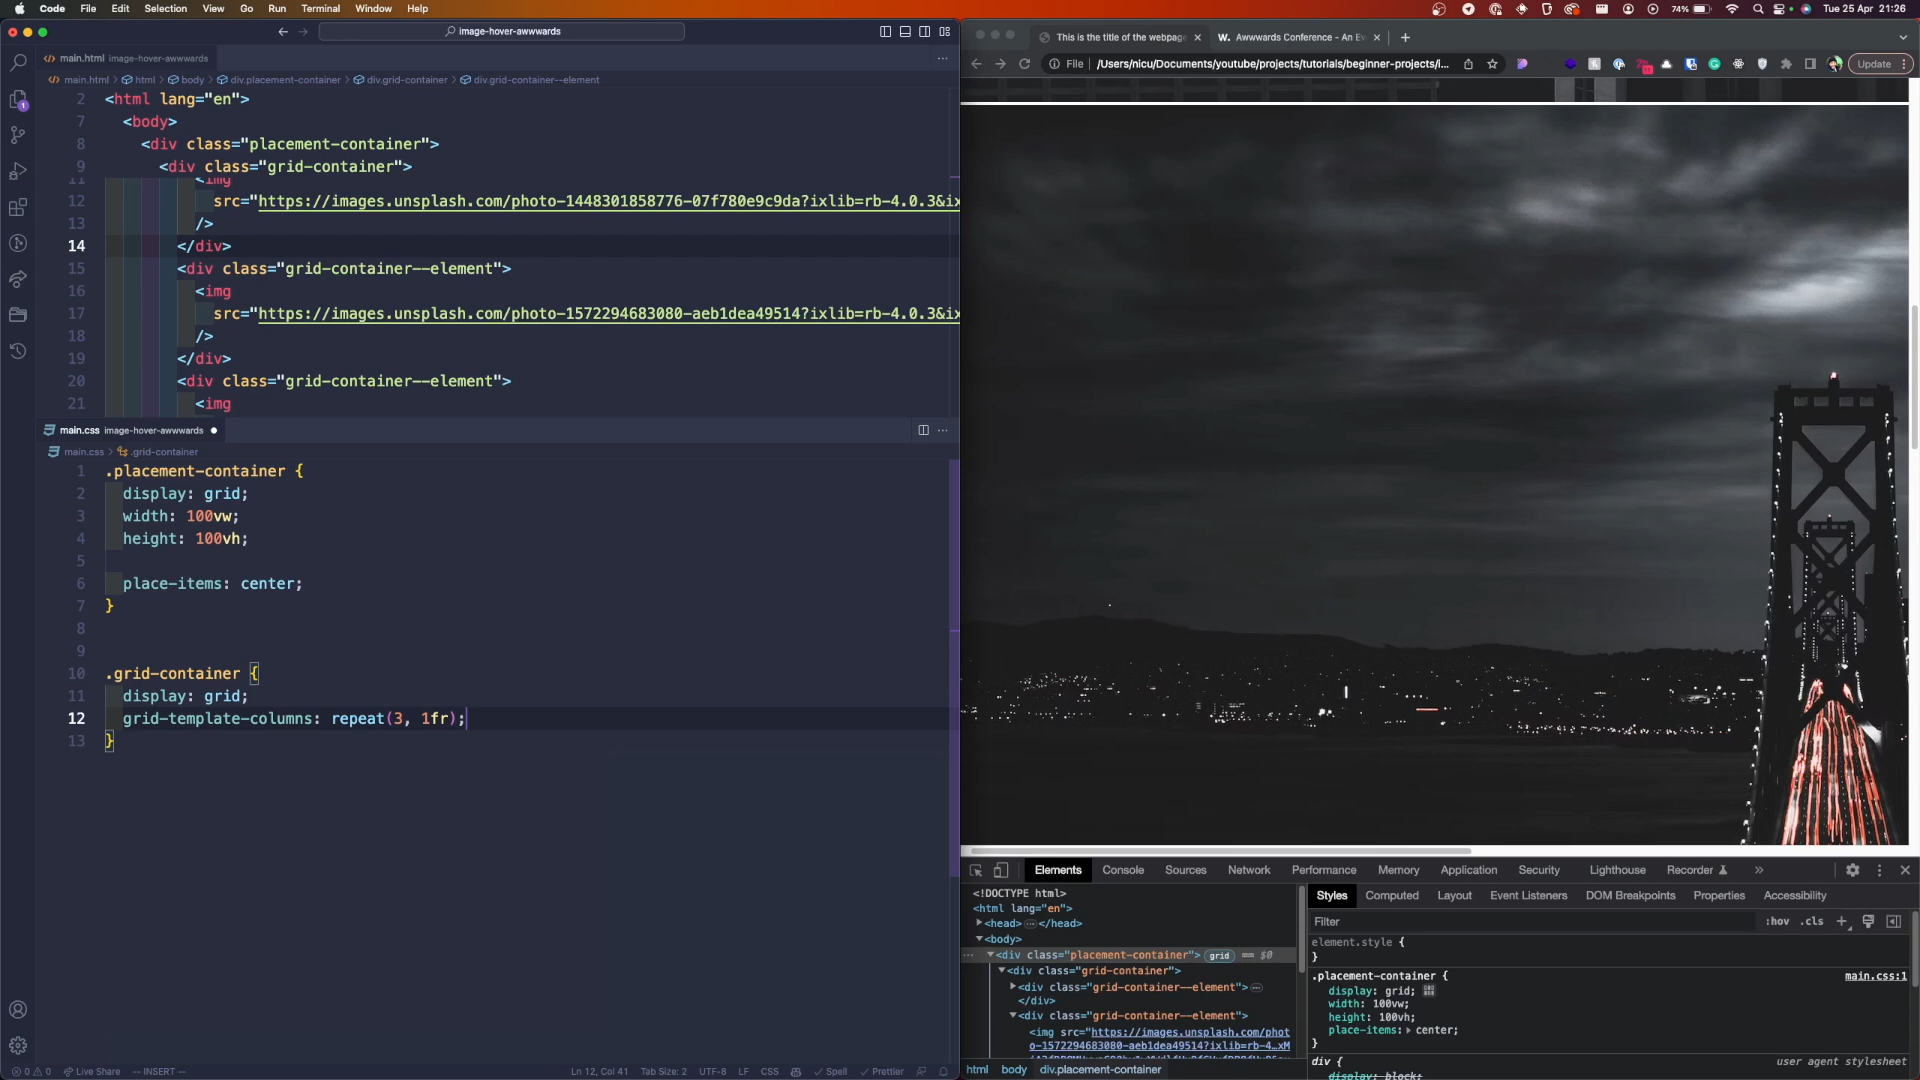 Code File Edit Selection View Go Run Terminal Window Help
74% Tue 25 Apr 21:26
image-hover-awwwards
main.html image-hover-awwwards
main.html > html > body > div.placement-container > div.grid-container > div.grid-container--element
2 <html lang="en">
7 <body>
8 <div class="placement-container">
9 <div class="grid-container">
11 <img
12 src="https://images.unsplash.com/photo-1448301858776-07f780e9c9da?ixlib=rb-4.0.3&ix
13 />
14 </div>
15 <div class="grid-container--element">
16 <img
17 src="https://images.unsplash.com/photo-1572294683080-aeb1dea49514?ixlib=rb-4.0.3&ix
18 />
19 </div>
20 <div class="grid-container--element">
21 <img
main.css image-hover-awwwards
main.css > .grid-container
1 .placement-container {
2 display: grid;
3 width: 100vw;
4 height: 100vh;
5
6 place-items: center;
7 }
8
9
10 .grid-container {
11 display: grid;
12 grid-template-columns: repeat(3, 1fr);
13 }
0 0 Live Share -- INSERT -- Ln 12, Col 41 Tab Size: 2 UTF-8 LF CSS Spell Prettier
This is the title of the webpage W. Awwwards Conference - An Ev
File /Users/nicu/Documents/youtube/projects/tutorials/beginner-projects/i... Update
Elements Console Sources Network Performance Memory Application Security Lighthouse Recorder
<!DOCTYPE html>
<html lang="en">
<head> </head>
<body>
<div class="placement-container"> grid == $0
<div class="grid-container">
<div class="grid-container--element">
</div>
<div class="grid-container--element">
<img src="https://images.unsplash.com/phot
o-1572294683080-aeb1dea49514?ixlib=rb-4…xM
html body div.placement-container
Styles Computed Layout Event Listeners DOM Breakpoints Properties Accessibility
Filter :hov .cls
element.style {
}
.placement-container { main.css:1
display: grid;
width: 100vw;
height: 100vh;
place-items: center;
}
div { user agent stylesheet
display: block;